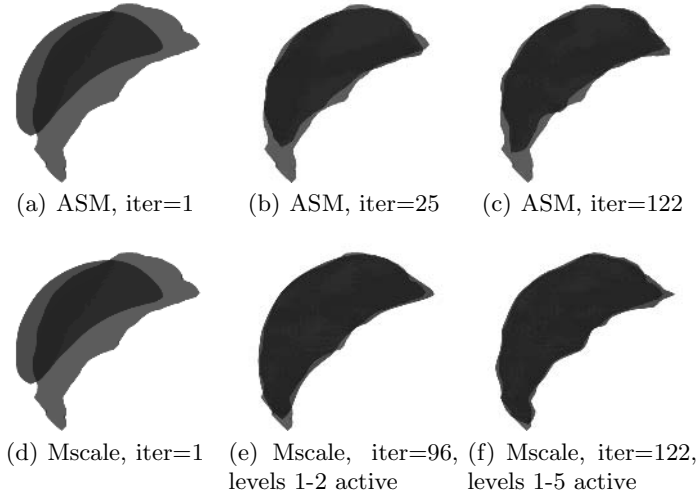 (a) ASM, iter=1
(b) ASM, iter=25
(c) ASM, iter=122
(d) Mscale, iter=1
(e) Mscale, iter=96,
levels 1-2 active
(f) Mscale, iter=122,
levels 1-5 active